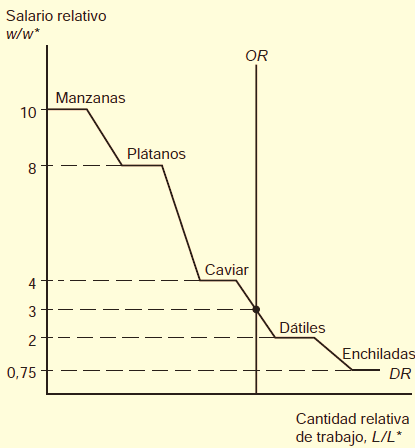 Salario relativo
w/w*
OR
10
Manzanas
8
Plátanos
4
Caviar
3
2
Dátiles
Enchiladas
0,75
DR
Cantidad relativa
de trabajo, L/L*